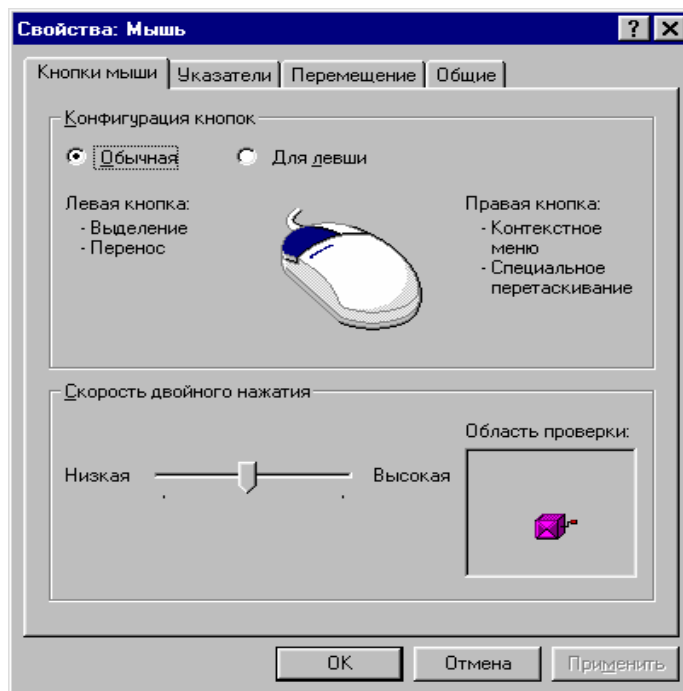 Свойства: Мышь
Кнопки мыши Указатели Перемещение Общие
Конфигурация кнопок
Обычная Для левши
Левая кнопка:
- Выделение
- Перенос
Правая кнопка:
- Контекстное
меню
- Специальное
перетаскивание
Скорость двойного нажатия
Область проверки:
Низкая Высокая
OK Отмена Применить